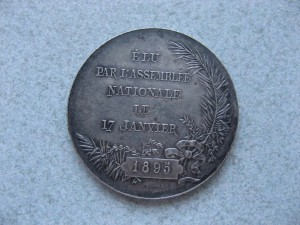 ÉLU
PAR L'ASSEMBLÉE
NATIONALE
LE
17 JANVIER
1895